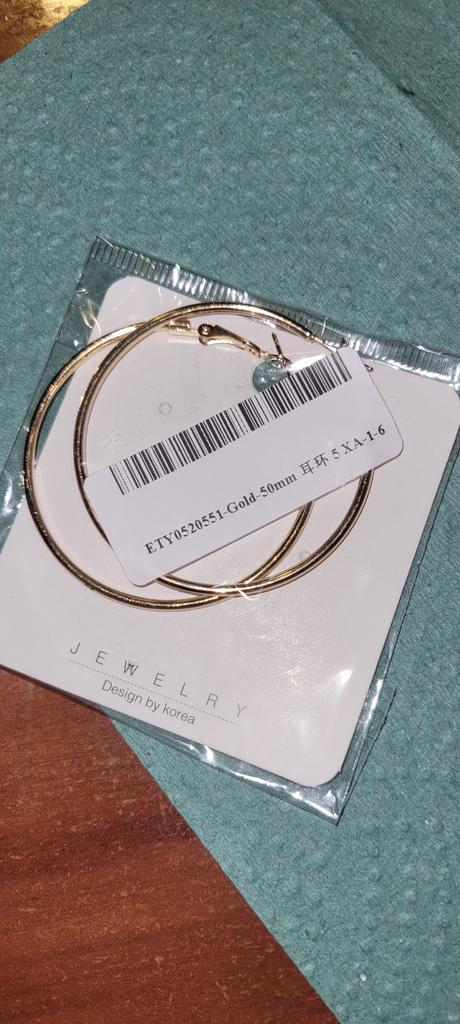 ETY0520551-Gold-50mm 耳环 5 XA-1-6
JEWELRY
Design by korea